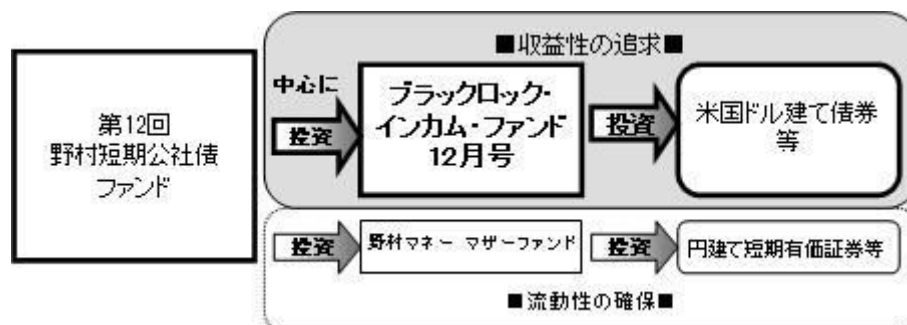 ■収益性の追求■
第12回
野村短期公社債
ファンド
中心に
投資
ブラックロック・
インカム・ファンド
12月号
投資
米国ドル建て債券
等
投資
野村マネー マザーファンド
投資
円建て短期有価証券等
■流動性の確保■